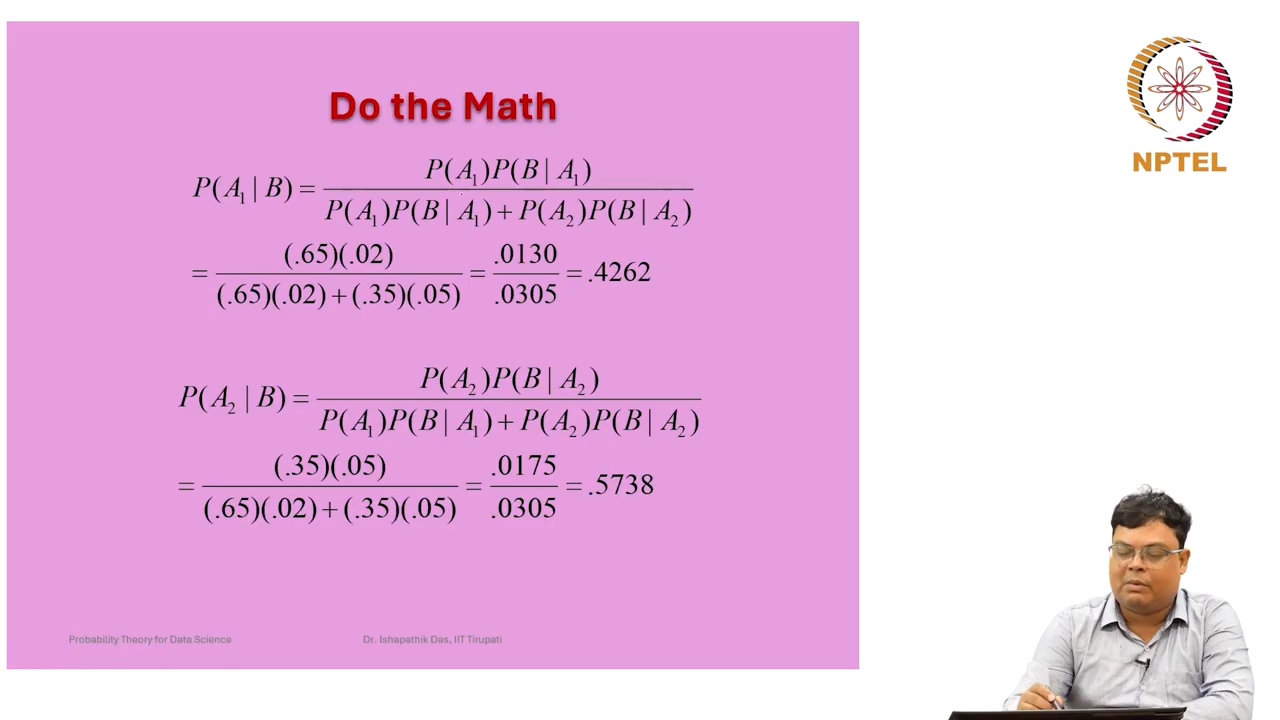 Do the Math
P(A₁ | B) = P(A₁)P(B | A₁) / P(A₁)P(B | A₁) + P(A₂)P(B | A₂)
= (.65)(.02) / (.65)(.02) + (.35)(.05) = .0130 / .0305 = .4262
P(A₂ | B) = P(A₂)P(B | A₂) / P(A₁)P(B | A₁) + P(A₂)P(B | A₂)
= (.35)(.05) / (.65)(.02) + (.35)(.05) = .0175 / .0305 = .5738
Probability Theory for Data Science
Dr. Ishapathik Das, IIT Tirupati
NPTEL